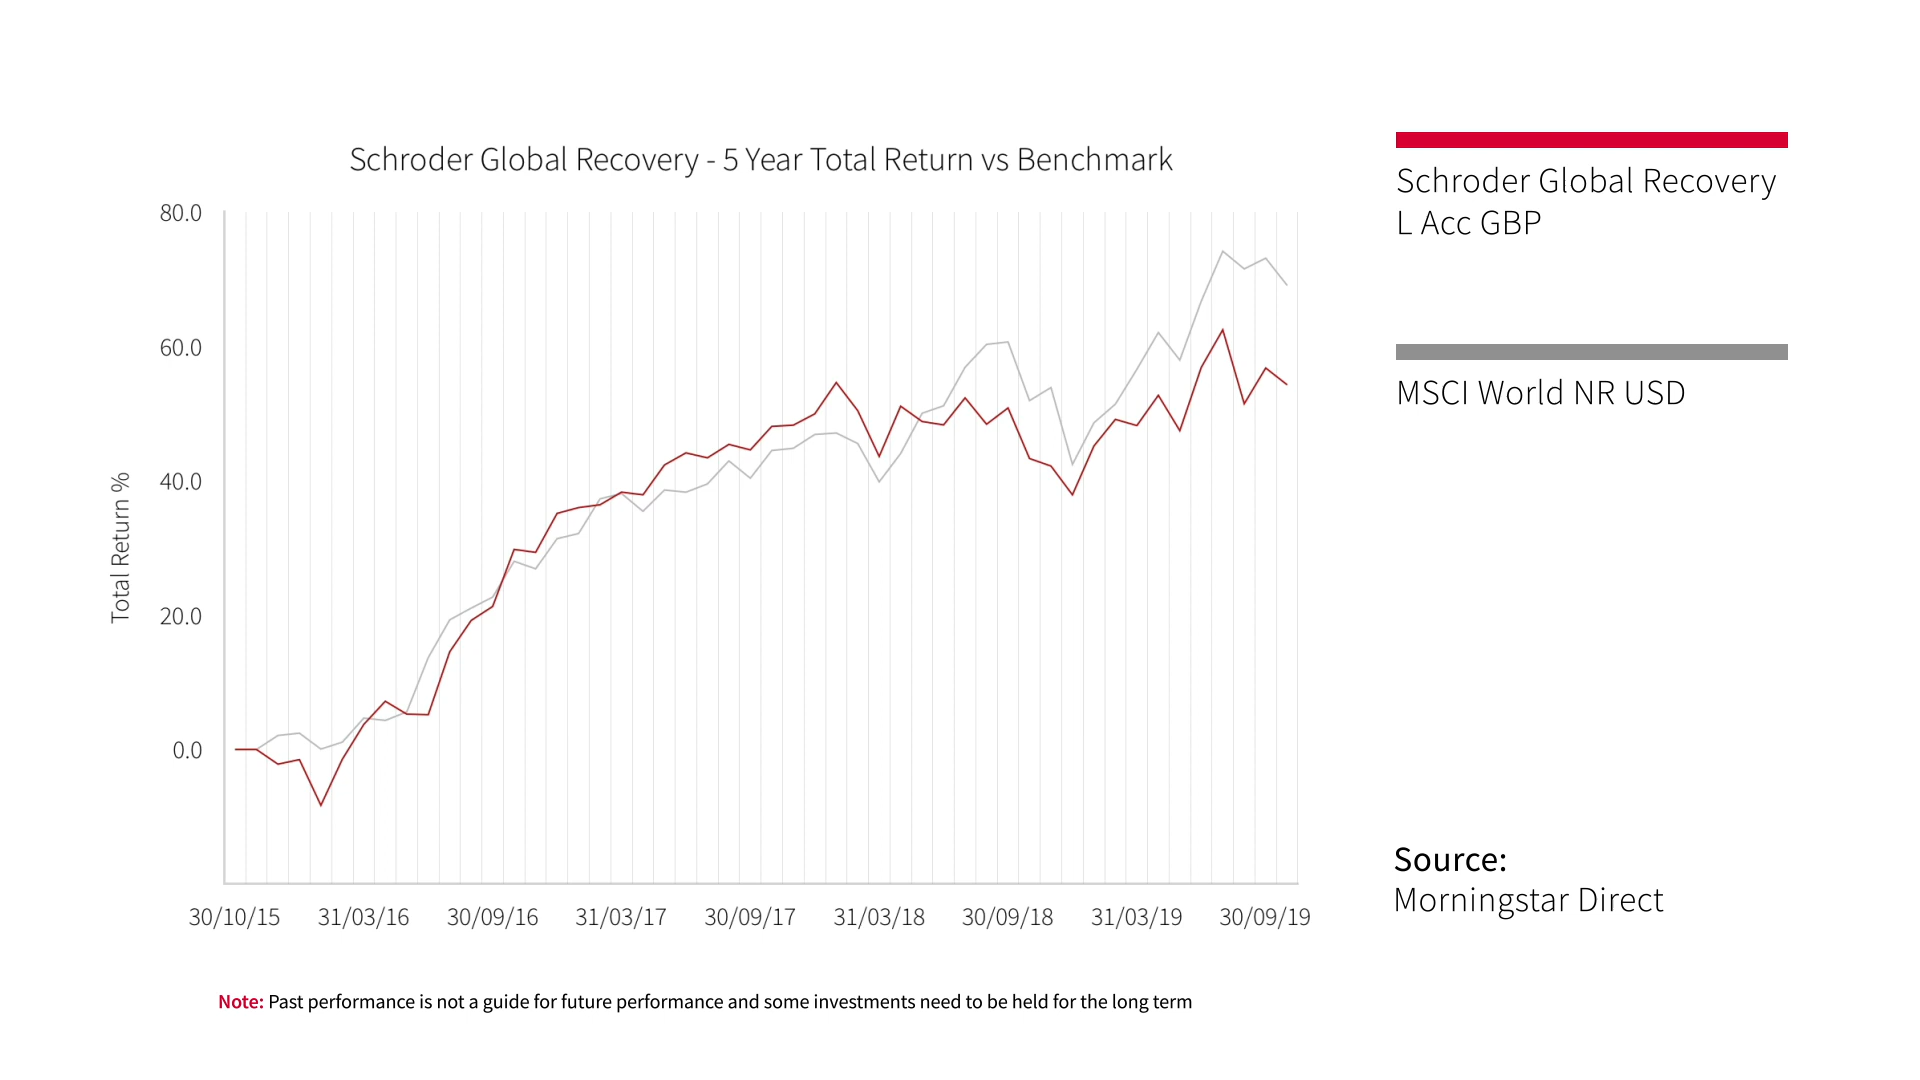 Schroder Global Recovery - 5 Year Total Return vs Benchmark
80.0
60.0
40.0
20.0
0.0
Total Return %
30/10/15 31/03/16 30/09/16 31/03/17 30/09/17 31/03/18 30/09/18 31/03/19 30/09/19
Note: Past performance is not a guide for future performance and some investments need to be held for the long term
Schroder Global Recovery
L Acc GBP
MSCI World NR USD
Source:
Morningstar Direct